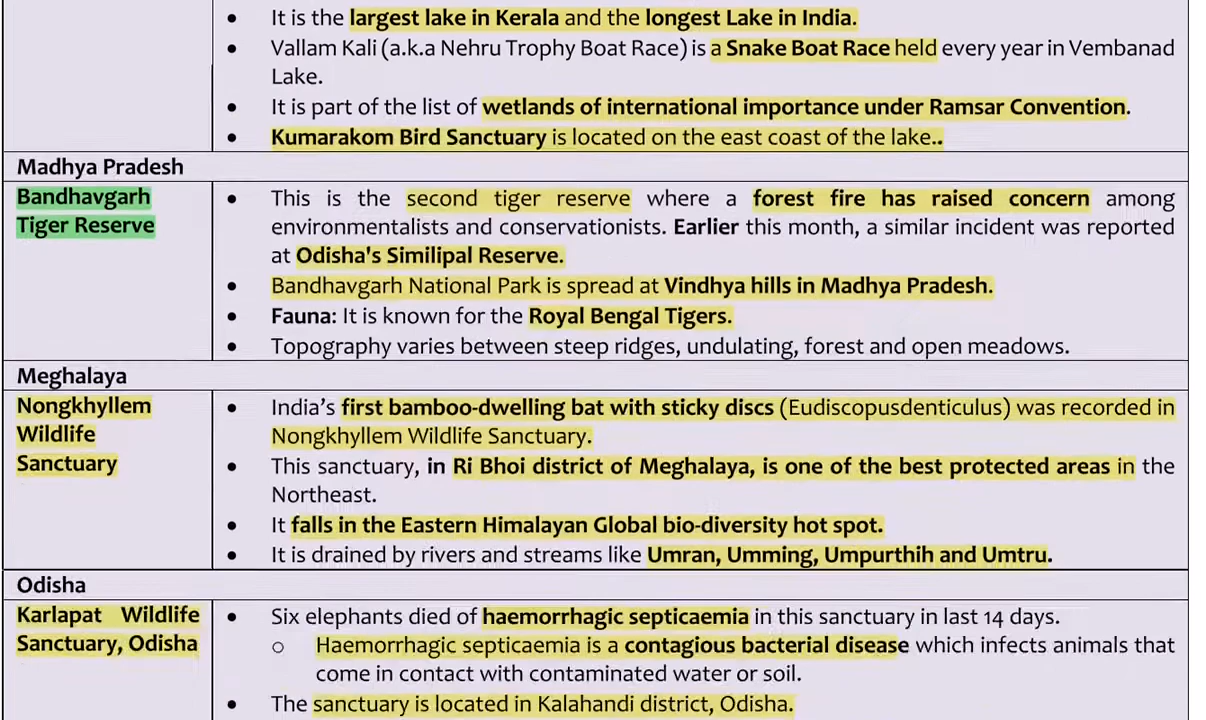 • It is the largest lake in Kerala and the longest Lake in India.
• Vallam Kali (a.k.a Nehru Trophy Boat Race) is a Snake Boat Race held every year in Vembanad
Lake.
• It is part of the list of wetlands of international importance under Ramsar Convention.
• Kumarakom Bird Sanctuary is located on the east coast of the lake..
Madhya Pradesh
Bandhavgarh
Tiger Reserve
• This is the second tiger reserve where a forest fire has raised concern among
environmentalists and conservationists. Earlier this month, a similar incident was reported
at Odisha's Similipal Reserve.
• Bandhavgarh National Park is spread at Vindhya hills in Madhya Pradesh.
• Fauna: It is known for the Royal Bengal Tigers.
• Topography varies between steep ridges, undulating, forest and open meadows.
Meghalaya
Nongkhyllem
Wildlife
Sanctuary
• India’s first bamboo-dwelling bat with sticky discs (Eudiscopusdenticulus) was recorded in
Nongkhyllem Wildlife Sanctuary.
• This sanctuary, in Ri Bhoi district of Meghalaya, is one of the best protected areas in the
Northeast.
• It falls in the Eastern Himalayan Global bio-diversity hot spot.
• It is drained by rivers and streams like Umran, Umming, Umpurthih and Umtru.
Odisha
Karlapat Wildlife
Sanctuary, Odisha
• Six elephants died of haemorrhagic septicaemia in this sanctuary in last 14 days.
o Haemorrhagic septicaemia is a contagious bacterial disease which infects animals that
come in contact with contaminated water or soil.
• The sanctuary is located in Kalahandi district, Odisha.